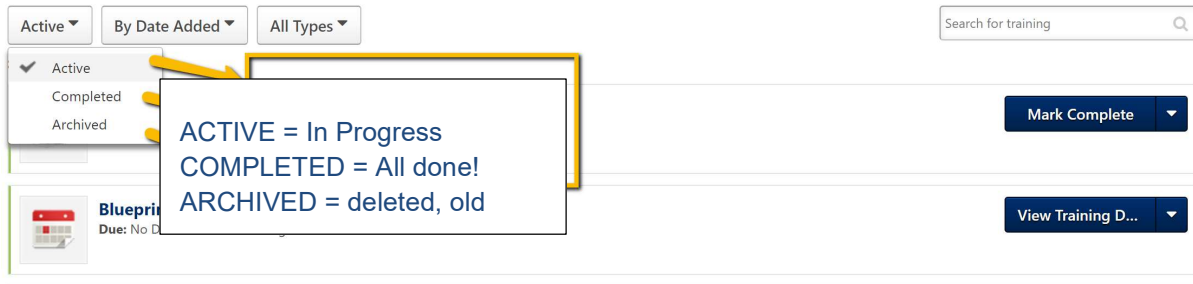 Active By Date Added All Types Search for training
Active
Completed
Archived
Mark Complete
ACTIVE = In Progress
COMPLETED = All done!
ARCHIVED = deleted, old
View Training D...
Due: No